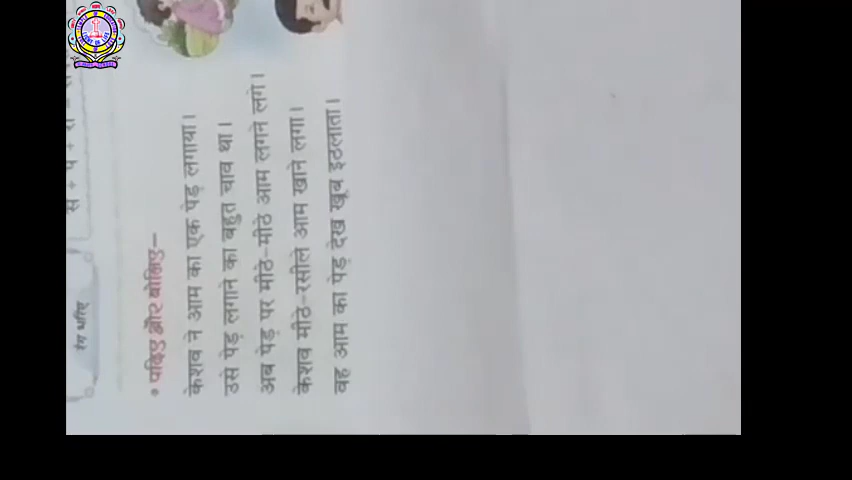 रंग भरिए
• पढ़िए और बोलिए–
केशव ने आम का एक पेड़ लगाया।
उसे पेड़ लगाने का बहुत चाव था।
अब पेड़ पर मीठे-मीठे आम लगने लगे।
केशव मीठे-रसीले आम खाने लगा।
वह आम का पेड़ देख खूब इठलाता।